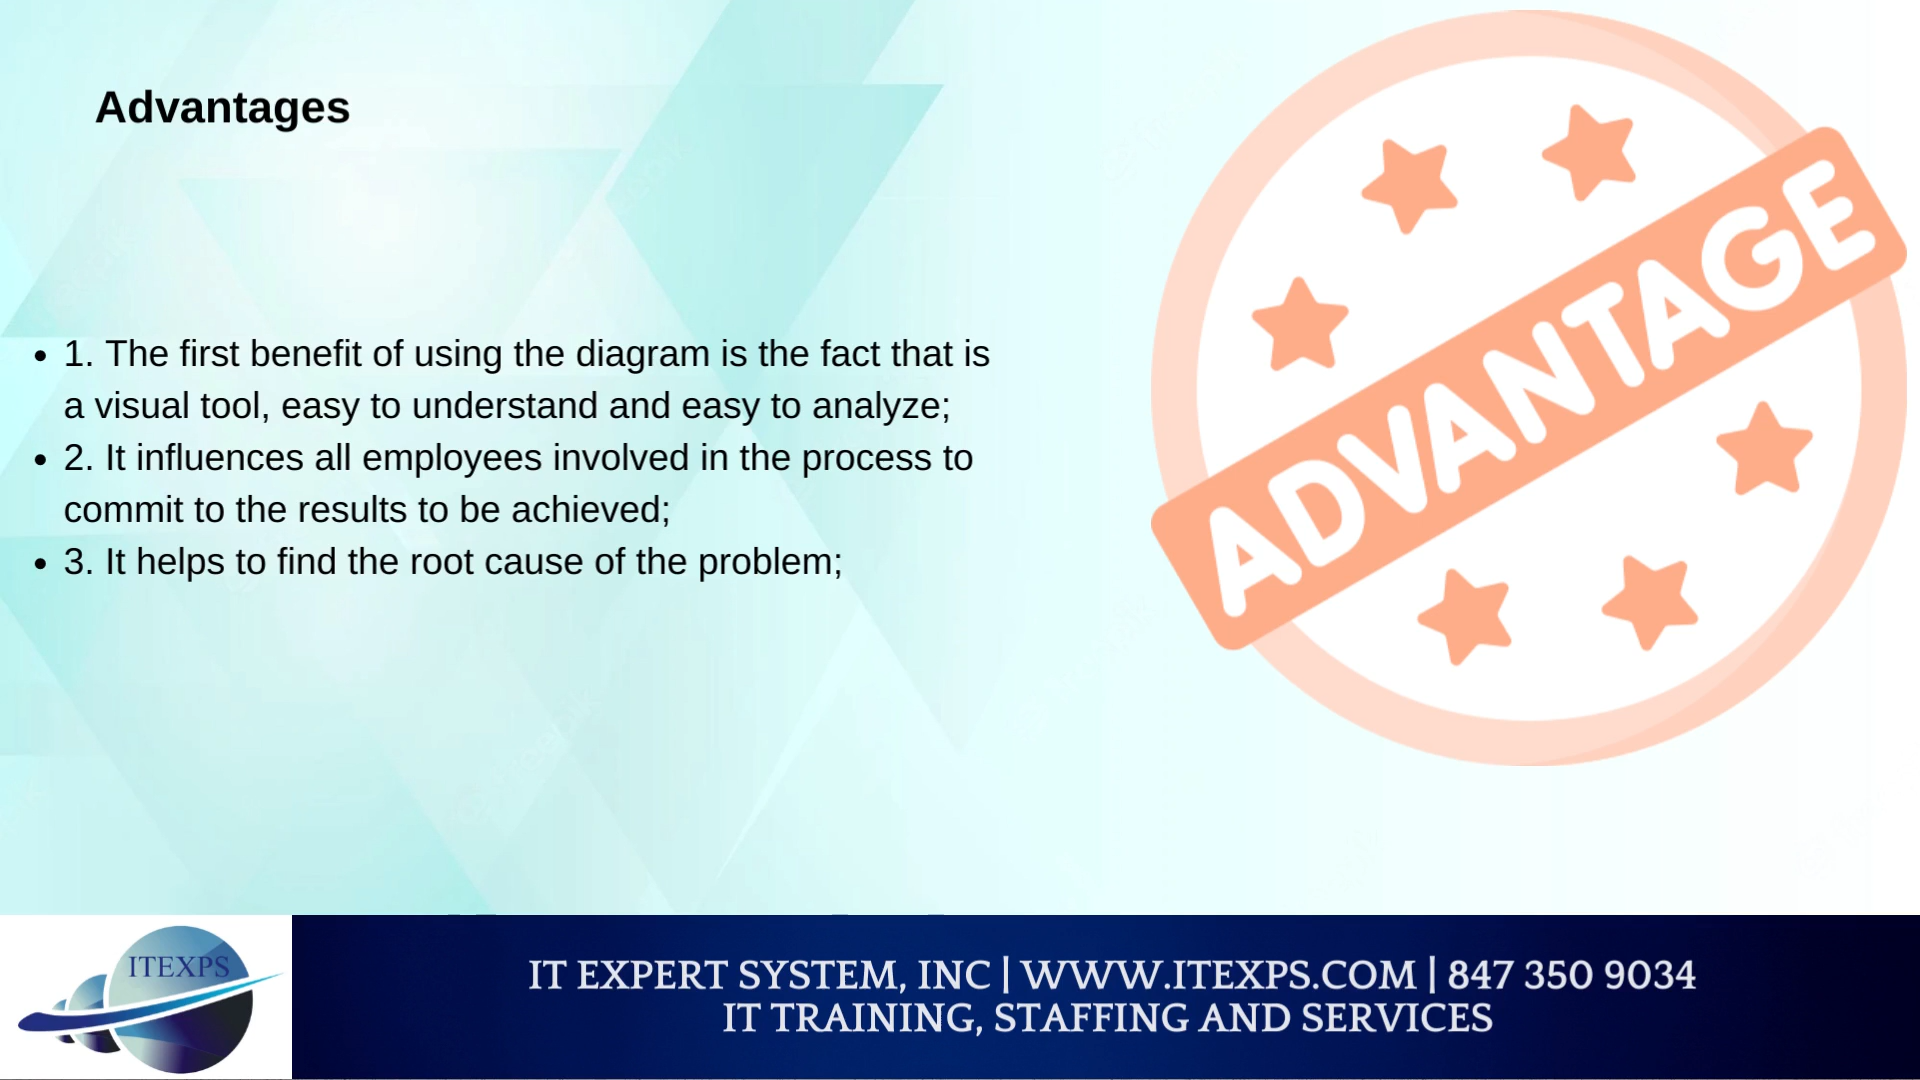 Advantages
• 1. The first benefit of using the diagram is the fact that is
a visual tool, easy to understand and easy to analyze;
• 2. It influences all employees involved in the process to
commit to the results to be achieved;
• 3. It helps to find the root cause of the problem;
ADVANTAGE
ITEXPS
IT EXPERT SYSTEM, INC | WWW.ITEXPS.COM | 847 350 9034
IT TRAINING, STAFFING AND SERVICES